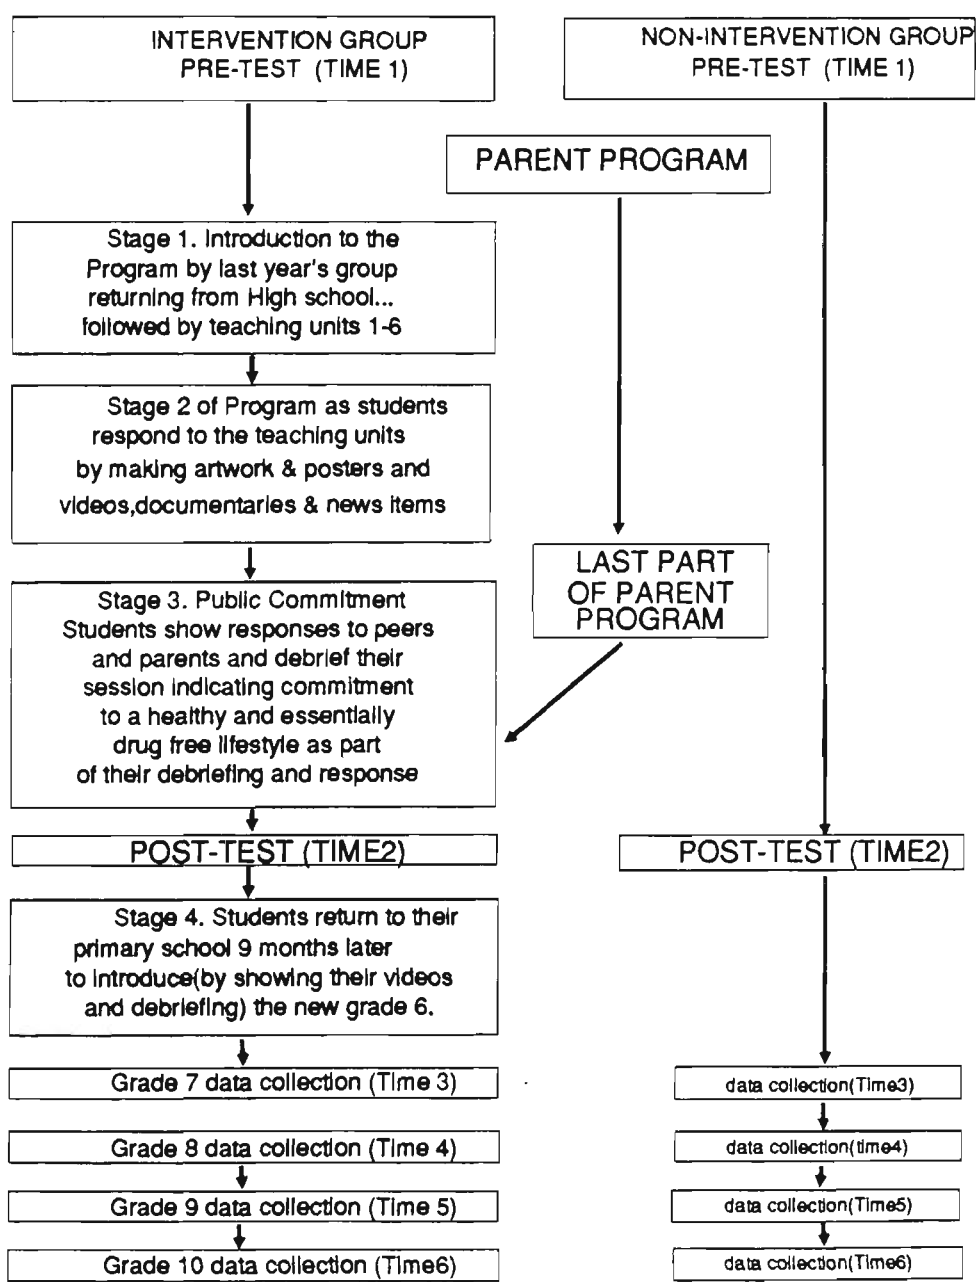 INTERVENTION GROUP
PRE-TEST (TIME 1)
NON-INTERVENTION GROUP
PRE-TEST (TIME 1)
PARENT PROGRAM
Stage 1. Introduction to the
Program by last year's group
returning from High school...
followed by teaching units 1-6
Stage 2 of Program as students
respond to the teaching units
by making artwork & posters and
videos,documentaries & news items
LAST PART
OF PARENT
PROGRAM
Stage 3. Public Commitment
Students show responses to peers
and parents and debrief their
session indicating commitment
to a healthy and essentially
drug free lifestyle as part
of their debriefing and response
POST-TEST (TIME2)
POST-TEST (TIME2)
Stage 4. Students return to their
primary school 9 months later
to introduce(by showing their videos
and debriefing) the new grade 6.
Grade 7 data collection (Time 3)
data collection(Time3)
Grade 8 data collection (Time 4)
data collection(time4)
Grade 9 data collection (Time 5)
data collection(Time5)
Grade 10 data collection (Time6)
data collection(Time6)